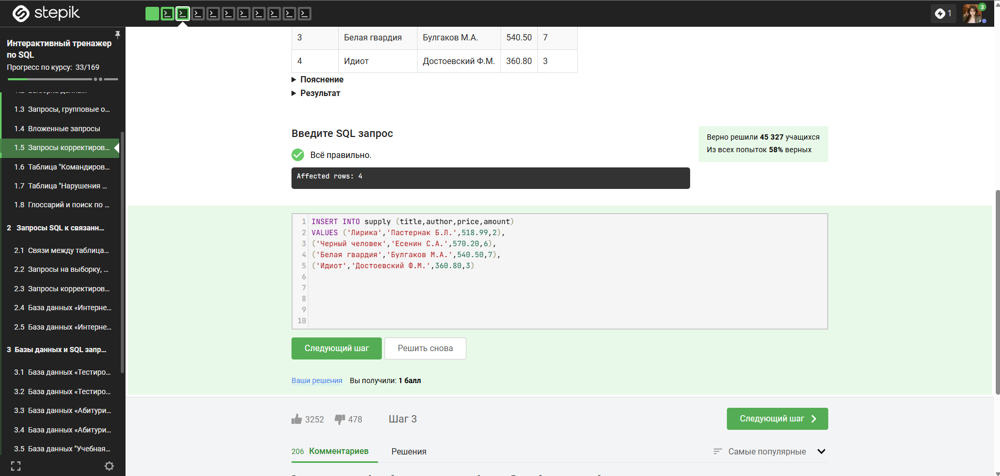 stepik
1
3
Интерактивный тренажер
по SQL
Прогресс по курсу: 33/169
1.2 Выборка данных
1.3 Запросы, групповые о...
1.4 Вложенные запросы
1.5 Запросы корректиров...
1.6 Таблица "Командиров...
1.7 Таблица "Нарушения ...
1.8 Глоссарий и поиск по ...
2 Запросы SQL к связанн...
2.1 Связи между таблица...
2.2 Запросы на выборку, ...
2.3 Запросы корректиров...
2.4 База данных «Интерне...
2.5 База данных «Интерне...
3 Базы данных и SQL запр...
3.1 База данных «Тестиро...
3.2 База данных «Тестиро...
3.3 База данных «Абитури...
3.4 База данных «Абитури...
3.5 База данных "Учебная...
3 Белая гвардия Булгаков М.А. 540.50 7
4 Идиот Достоевский Ф.М. 360.80 3
Пояснение
Результат
Введите SQL запрос
Верно решили 45 327 учащихся
Из всех попыток 58% верных
Всё правильно.
Affected rows: 4
1 INSERT INTO supply (title,author,price,amount)
2 VALUES ('Лирика','Пастернак Б.Л.',518.99,2),
3 ('Черный человек','Есенин С.А.',570.20,6),
4 ('Белая гвардия','Булгаков М.А.',540.50,7),
5 ('Идиот','Достоевский Ф.М.',360.80,3)
6
7
8
9
10
Следующий шаг Решить снова
Ваши решения Вы получили: 1 балл
3252 478 Шаг 3 Следующий шаг
206 Комментариев Решения Самые популярные